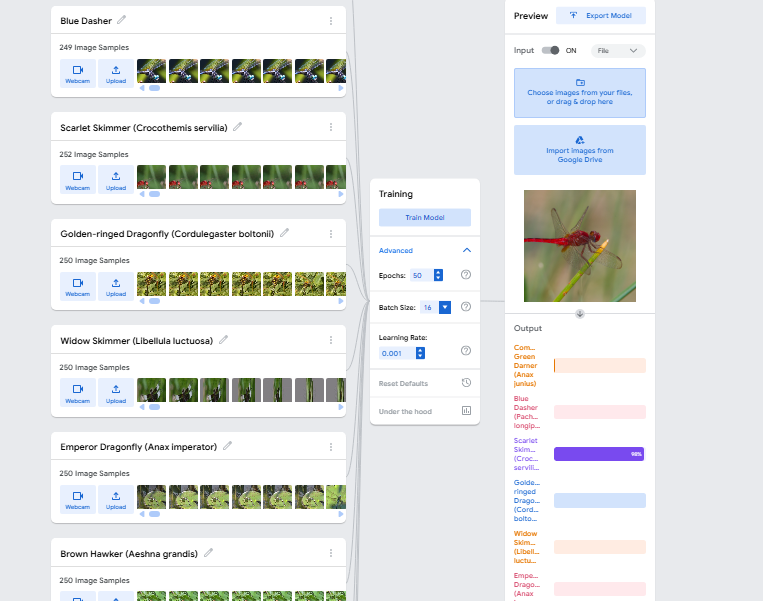 Blue Dasher
249 Image Samples
Webcam
Upload
Scarlet Skimmer (Crocothemis servilia)
252 Image Samples
Webcam
Upload
Golden-ringed Dragonfly (Cordulegaster boltonii)
250 Image Samples
Webcam
Upload
Widow Skimmer (Libellula luctuosa)
250 Image Samples
Webcam
Upload
Emperor Dragonfly (Anax imperator)
250 Image Samples
Webcam
Upload
Brown Hawker (Aeshna grandis)
250 Image Samples
Training
Train Model
Advanced
Epochs: 50
Batch Size: 16
Learning Rate:
0.001
Reset Defaults
Under the hood
Preview
Export Model
Input ON File
Choose images from your files,
or drag & drop here
Import images from
Google Drive
Output
Com...
Green
Darner
(Anax
junius)
Blue
Dasher
(Pach...
longip...
Scarlet
Skim...
(Croc...
servili...
98%
Golde...
ringed
Drago...
(Cord...
bolto...
Widow
Skim...
(Libell...
luctu...
Empe...
Drago...
(Anax